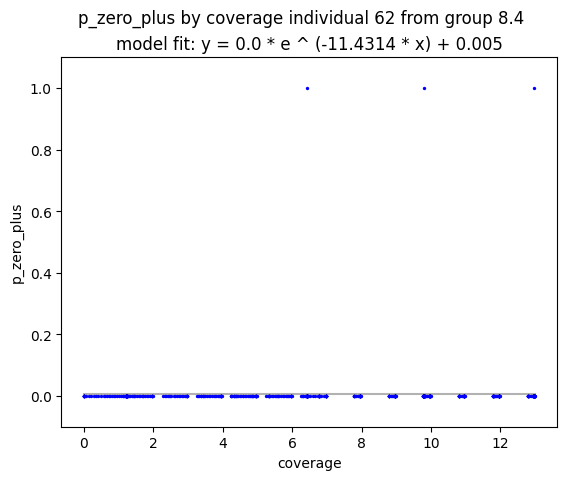 p_zero_plus by coverage individual 62 from group 8.4
model fit: y = 0.0 * e ^ (-11.4314 * x) + 0.005
1.0
0.8
0.6
0.4
0.2
0.0
p_zero_plus
0 2 4 6 8 10 12
coverage